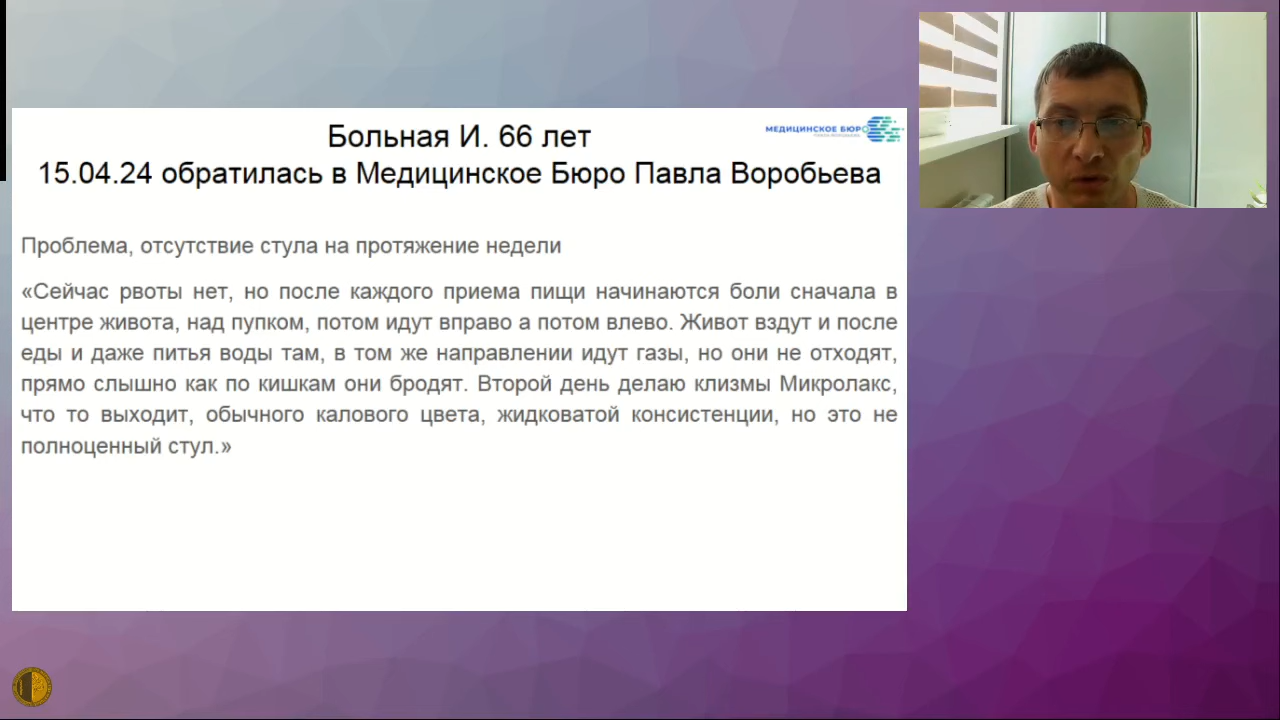 Больная И. 66 лет
15.04.24 обратилась в Медицинское Бюро Павла Воробьева
МЕДИЦИНСКОЕ БЮРО
Проблема, отсутствие стула на протяжение недели
«Сейчас рвоты нет, но после каждого приема пищи начинаются боли сначала в
центре живота, над пупком, потом идут вправо а потом влево. Живот вздут и после
еды и даже питья воды там, в том же направлении идут газы, но они не отходят,
прямо слышно как по кишкам они бродят. Второй день делаю клизмы Микролакс,
что то выходит, обычного калового цвета, жидковатой консистенции, но это не
полноценный стул.»